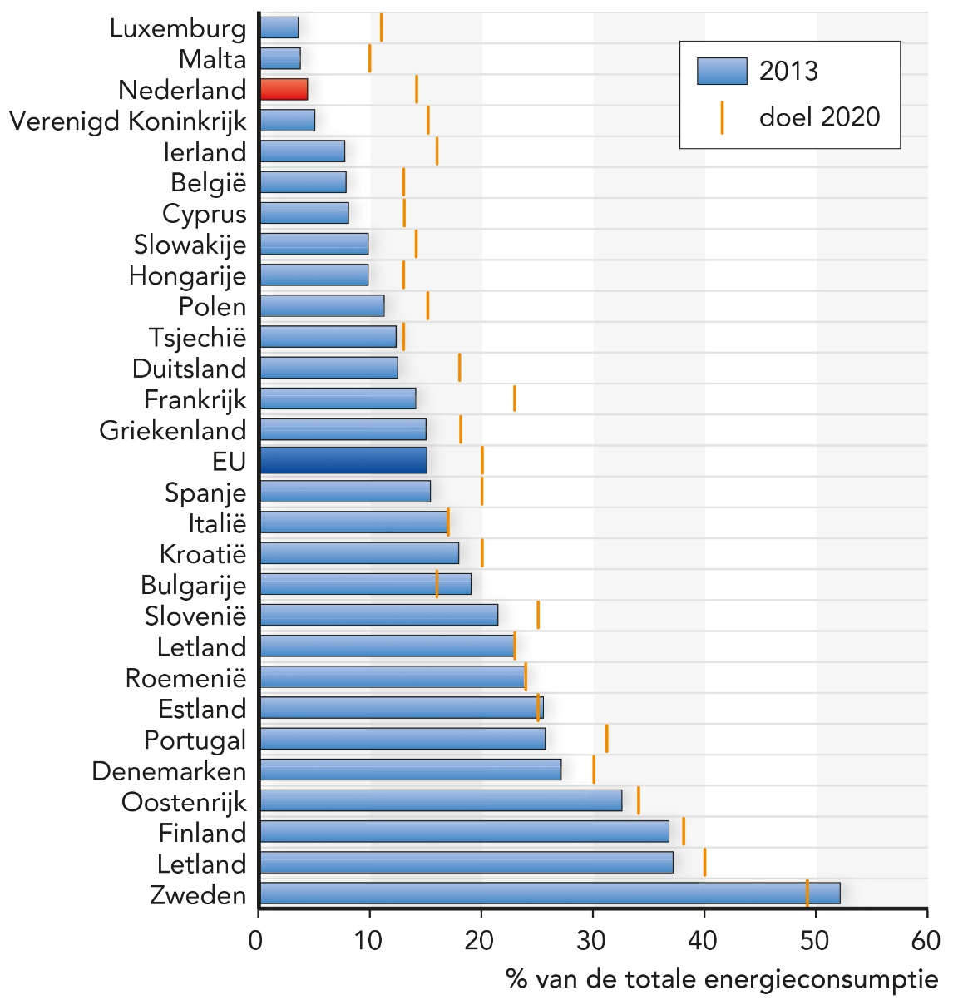 Luxemburg
Malta
Nederland
Verenigd Koninkrijk
Ierland
België
Cyprus
Slowakije
Hongarije
Polen
Tsjechië
Duitsland
Frankrijk
Griekenland
EU
Spanje
Italië
Kroatië
Bulgarije
Slovenië
Letland
Roemenië
Estland
Portugal
Denemarken
Oostenrijk
Finland
Letland
Zweden
2013
doel 2020
0 10 20 30 40 50 60
% van de totale energieconsumptie